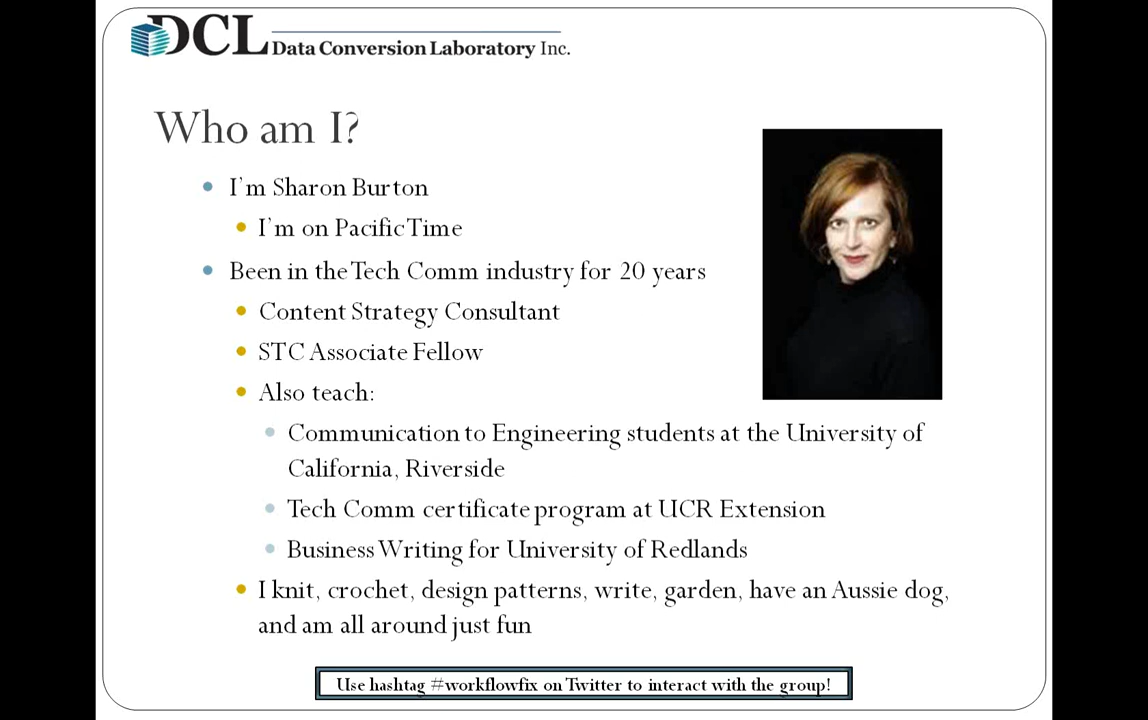 DCL Data Conversion Laboratory Inc.
Who am I?
I'm Sharon Burton
I'm on Pacific Time
Been in the Tech Comm industry for 20 years
Content Strategy Consultant
STC Associate Fellow
Also teach:
Communication to Engineering students at the University of
California, Riverside
Tech Comm certificate program at UCR Extension
Business Writing for University of Redlands
I knit, crochet, design patterns, write, garden, have an Aussie dog,
and am all around just fun
Use hashtag #workflowfix on Twitter to interact with the group!